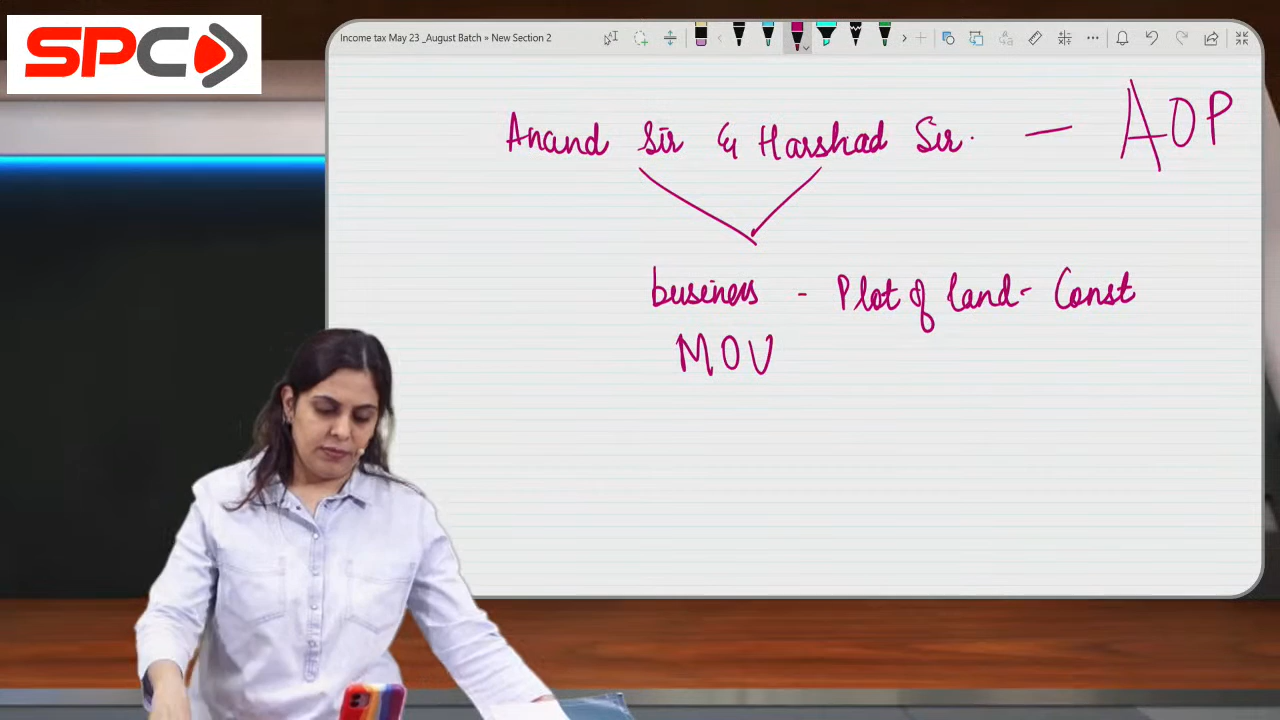 SPC
Income tax May 23 _August Batch » New Section 2
Anand Sir & Harshad Sir. — AOP
business - Plot of land - Const
MOU